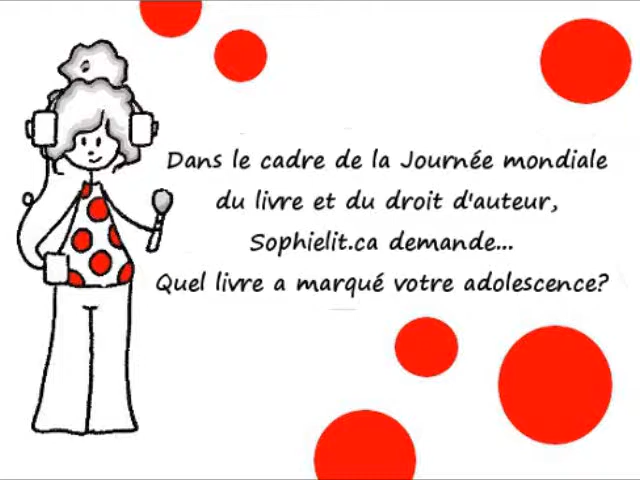 Dans le cadre de la Journée mondiale
du livre et du droit d'auteur,
Sophielit.ca demande...
Quel livre a marqué votre adolescence?